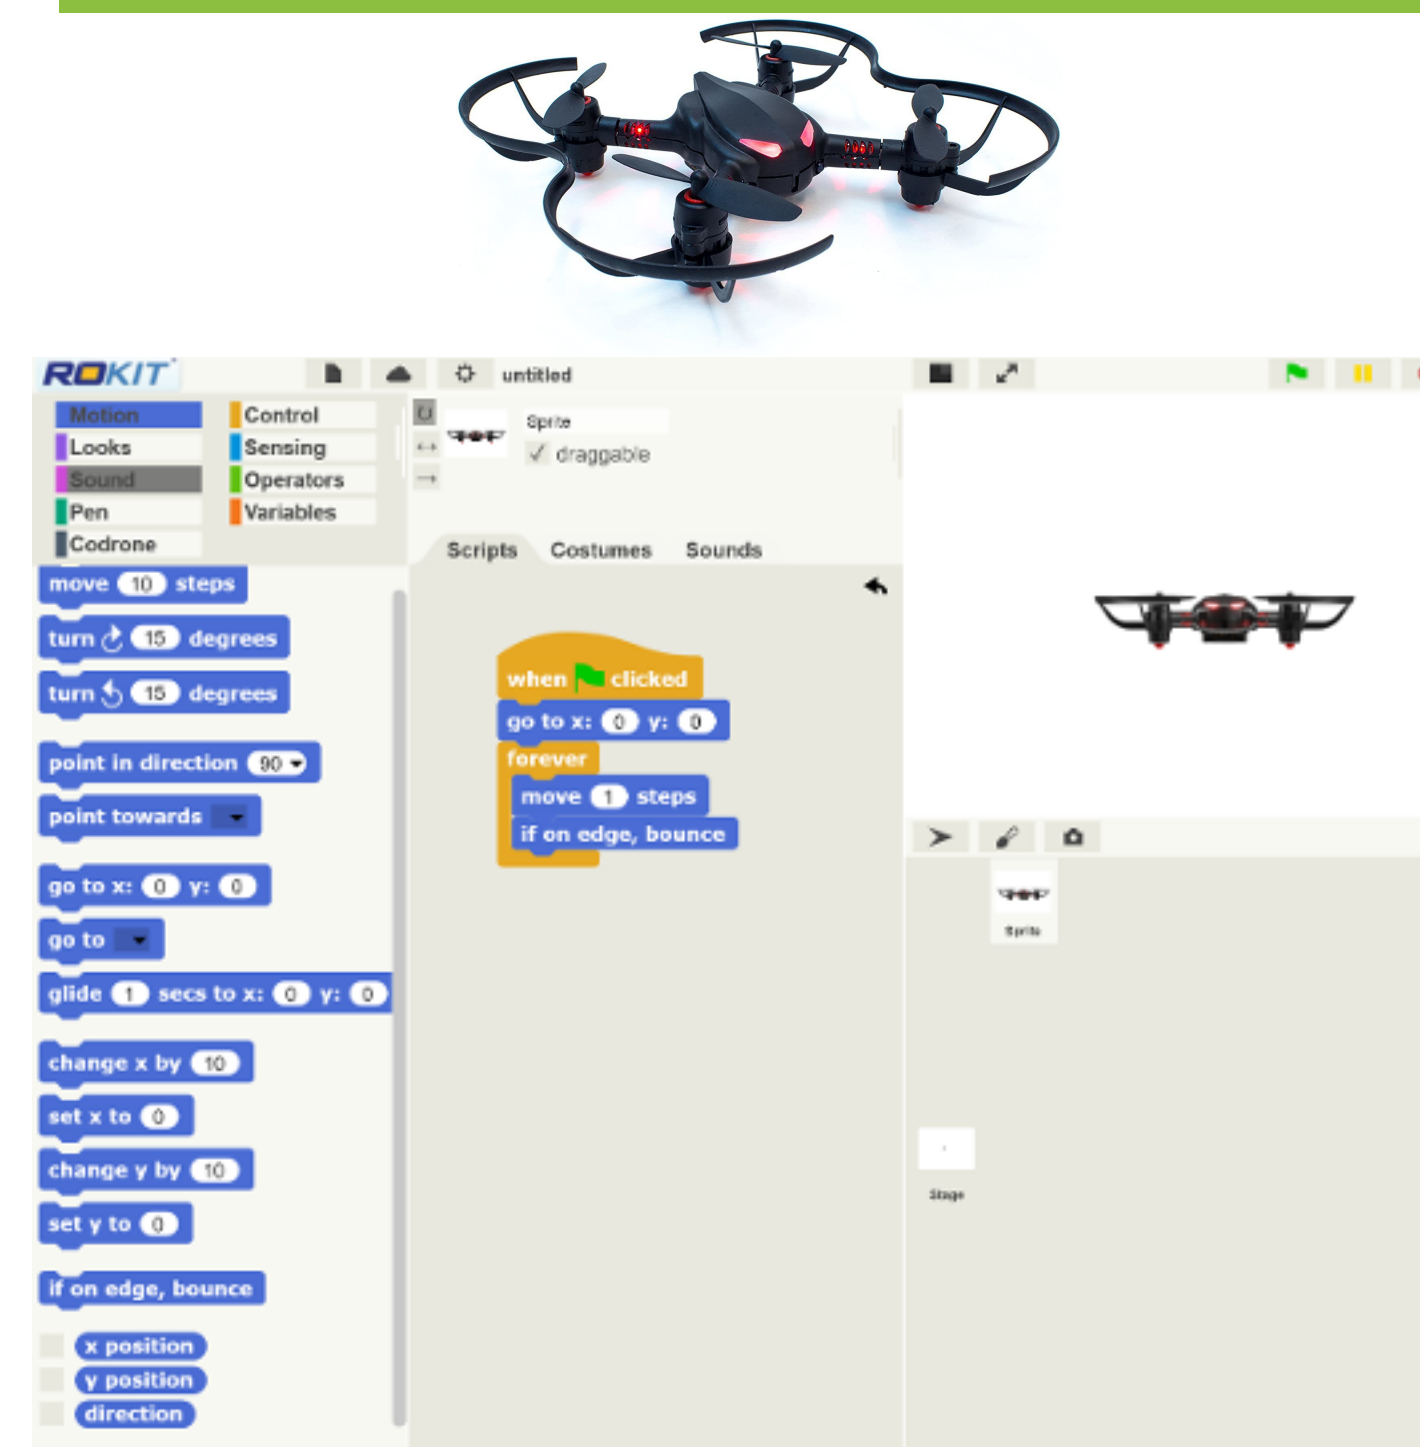 ROKIT
untitled
Motion
Control
Looks
Sensing
Sound
Operators
Pen
Variables
Codrone
Sprite
draggable
Scripts Costumes Sounds
move 10 steps
turn 15 degrees
turn 15 degrees
point in direction 90
point towards
go to x: 0 y: 0
go to
glide 1 secs to x: 0 y: 0
change x by 10
set x to 0
change y by 10
set y to 0
if on edge, bounce
x position
y position
direction
when clicked
go to x: 0 y: 0
forever
move 1 steps
if on edge, bounce
Sprite
Stage